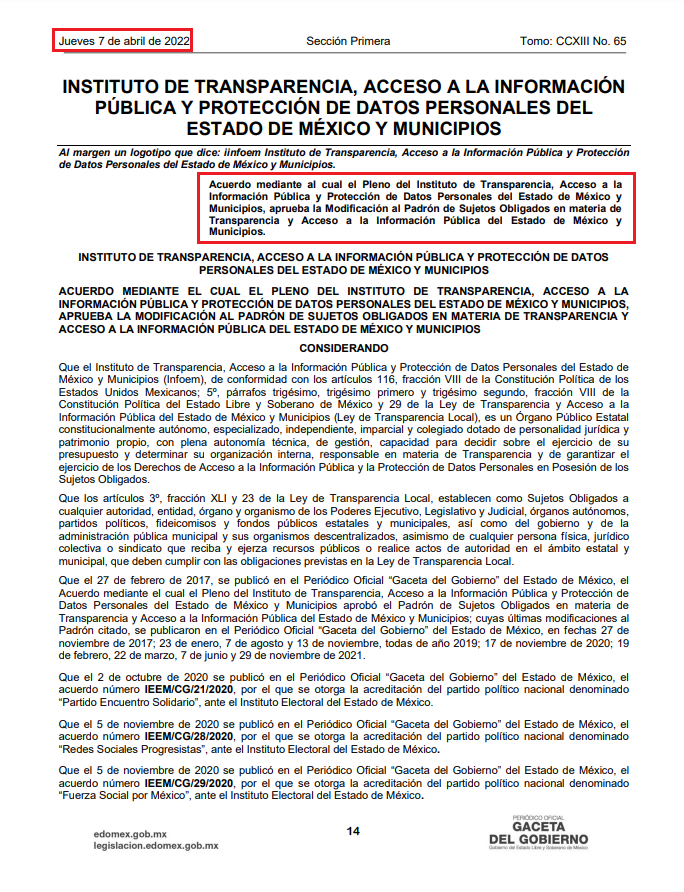 Jueves 7 de abril de 2022 Sección Primera Tomo: CCXIII No. 65
INSTITUTO DE TRANSPARENCIA, ACCESO A LA INFORMACIÓN
PÚBLICA Y PROTECCIÓN DE DATOS PERSONALES DEL
ESTADO DE MÉXICO Y MUNICIPIOS
Al margen un logotipo que dice: iinfoem Instituto de Transparencia, Acceso a la Información Pública y Protección
de Datos Personales del Estado de México y Municipios.
Acuerdo mediante al cual el Pleno del Instituto de Transparencia, Acceso a la
Información Pública y Protección de Datos Personales del Estado de México y
Municipios, aprueba la Modificación al Padrón de Sujetos Obligados en materia de
Transparencia y Acceso a la Información Pública del Estado de México y
Municipios.
INSTITUTO DE TRANSPARENCIA, ACCESO A LA INFORMACIÓN PÚBLICA Y PROTECCIÓN DE DATOS
PERSONALES DEL ESTADO DE MÉXICO Y MUNICIPIOS
ACUERDO MEDIANTE EL CUAL EL PLENO DEL INSTITUTO DE TRANSPARENCIA, ACCESO A LA
INFORMACIÓN PÚBLICA Y PROTECCIÓN DE DATOS PERSONALES DEL ESTADO DE MÉXICO Y MUNICIPIOS,
APRUEBA LA MODIFICACIÓN AL PADRÓN DE SUJETOS OBLIGADOS EN MATERIA DE TRANSPARENCIA Y
ACCESO A LA INFORMACIÓN PÚBLICA DEL ESTADO DE MÉXICO Y MUNICIPIOS
CONSIDERANDO
Que el Instituto de Transparencia, Acceso a la Información Pública y Protección de Datos Personales del Estado de
México y Municipios (Infoem), de conformidad con los artículos 116, fracción VIII de la Constitución Política de los
Estados Unidos Mexicanos; 5º, párrafos trigésimo, trigésimo primero y trigésimo segundo, fracción VIII de la
Constitución Política del Estado Libre y Soberano de México y 29 de la Ley de Transparencia y Acceso a la
Información Pública del Estado de México y Municipios (Ley de Transparencia Local), es un Órgano Público Estatal
constitucionalmente autónomo, especializado, independiente, imparcial y colegiado dotado de personalidad jurídica y
patrimonio propio, con plena autonomía técnica, de gestión, capacidad para decidir sobre el ejercicio de su
presupuesto y determinar su organización interna, responsable en materia de Transparencia y de garantizar el
ejercicio de los Derechos de Acceso a la Información Pública y la Protección de Datos Personales en Posesión de los
Sujetos Obligados.
Que los artículos 3º, fracción XLI y 23 de la Ley de Transparencia Local, establecen como Sujetos Obligados a
cualquier autoridad, entidad, órgano y organismo de los Poderes Ejecutivo, Legislativo y Judicial, órganos autónomos,
partidos políticos, fideicomisos y fondos públicos estatales y municipales, así como del gobierno y de la
administración pública municipal y sus organismos descentralizados, asimismo de cualquier persona física, jurídico
colectiva o sindicato que reciba y ejerza recursos públicos o realice actos de autoridad en el ámbito estatal y
municipal, que deben cumplir con las obligaciones previstas en la Ley de Transparencia Local.
Que el 27 de febrero de 2017, se publicó en el Periódico Oficial “Gaceta del Gobierno” del Estado de México, el
Acuerdo mediante el cual el Pleno del Instituto de Transparencia, Acceso a la Información Pública y Protección de
Datos Personales del Estado de México y Municipios aprobó el Padrón de Sujetos Obligados en materia de
Transparencia y Acceso a la Información Pública del Estado de México y Municipios; cuyas últimas modificaciones al
Padrón citado, se publicaron en el Periódico Oficial “Gaceta del Gobierno” del Estado de México, en fechas 27 de
noviembre de 2017; 23 de enero, 7 de agosto y 13 de noviembre, todas de año 2019; 17 de noviembre de 2020; 19
de febrero, 22 de marzo, 7 de junio y 29 de noviembre de 2021.
Que el 2 de octubre de 2020 se publicó en el Periódico Oficial “Gaceta del Gobierno” del Estado de México, el
acuerdo número IEEM/CG/21/2020, por el que se otorga la acreditación del partido político nacional denominado
“Partido Encuentro Solidario”, ante el Instituto Electoral del Estado de México.
Que el 5 de noviembre de 2020 se publicó en el Periódico Oficial “Gaceta del Gobierno” del Estado de México, el
acuerdo número IEEM/CG/28/2020, por el que se otorga la acreditación del partido político nacional denominado
“Redes Sociales Progresistas”, ante el Instituto Electoral del Estado de México.
Que el 5 de noviembre de 2020 se publicó en el Periódico Oficial “Gaceta del Gobierno” del Estado de México, el
acuerdo número IEEM/CG/29/2020, por el que se otorga la acreditación del partido político nacional denominado
“Fuerza Social por México”, ante el Instituto Electoral del Estado de México.
edomex.gob.mx
legislacion.edomex.gob.mx
14
PERIÓDICO OFICIAL
GACETA
DEL GOBIERNO
Gobierno del Estado Libre y Soberano de México